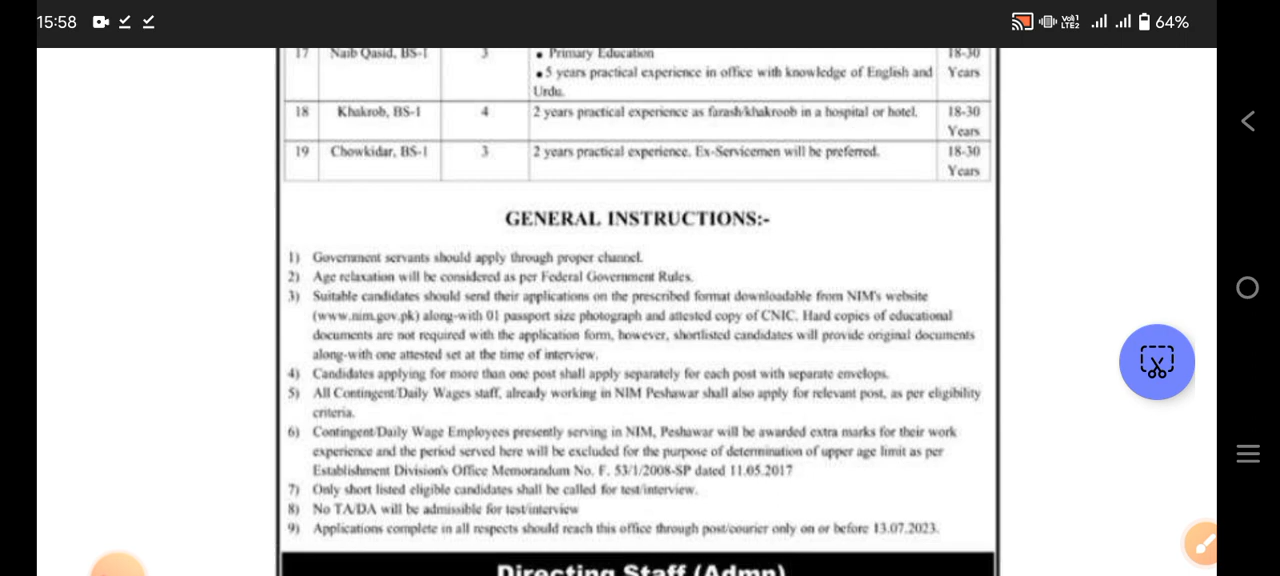 15:58
Vo)) 1
LTE2
64%
17 Naib Qasid, BS-1 3 • Primary Education 18-30
• 5 years practical experience in office with knowledge of English and Years
Urdu.
18 Khakrob, BS-1 4 2 years practical experience as farash/khakroob in a hospital or hotel. 18-30
Years
19 Chowkidar, BS-1 3 2 years practical experience. Ex-Servicemen will be preferred. 18-30
Years
GENERAL INSTRUCTIONS:-
1) Government servants should apply through proper channel.
2) Age relaxation will be considered as per Federal Government Rules.
3) Suitable candidates should send their applications on the prescribed format downloadable from NIM's website
(www.nim.gov.pk) along-with 01 passport size photograph and attested copy of CNIC. Hard copies of educational
documents are not required with the application form, however, shortlisted candidates will provide original documents
along-with one attested set at the time of interview.
4) Candidates applying for more than one post shall apply separately for each post with separate envelops.
5) All Contingent/Daily Wages staff, already working in NIM Peshawar shall also apply for relevant post, as per eligibility
criteria.
6) Contingent/Daily Wage Employees presently serving in NIM, Peshawar will be awarded extra marks for their work
experience and the period served here will be excluded for the purpose of determination of upper age limit as per
Establishment Division's Office Memorandum No. F. 53/1/2008-SP dated 11.05.2017
7) Only short listed eligible candidates shall be called for test/interview.
8) No TA/DA will be admissible for test/interview
9) Applications complete in all respects should reach this office through post/courier only on or before 13.07.2023.
Directing Staff (Admn)